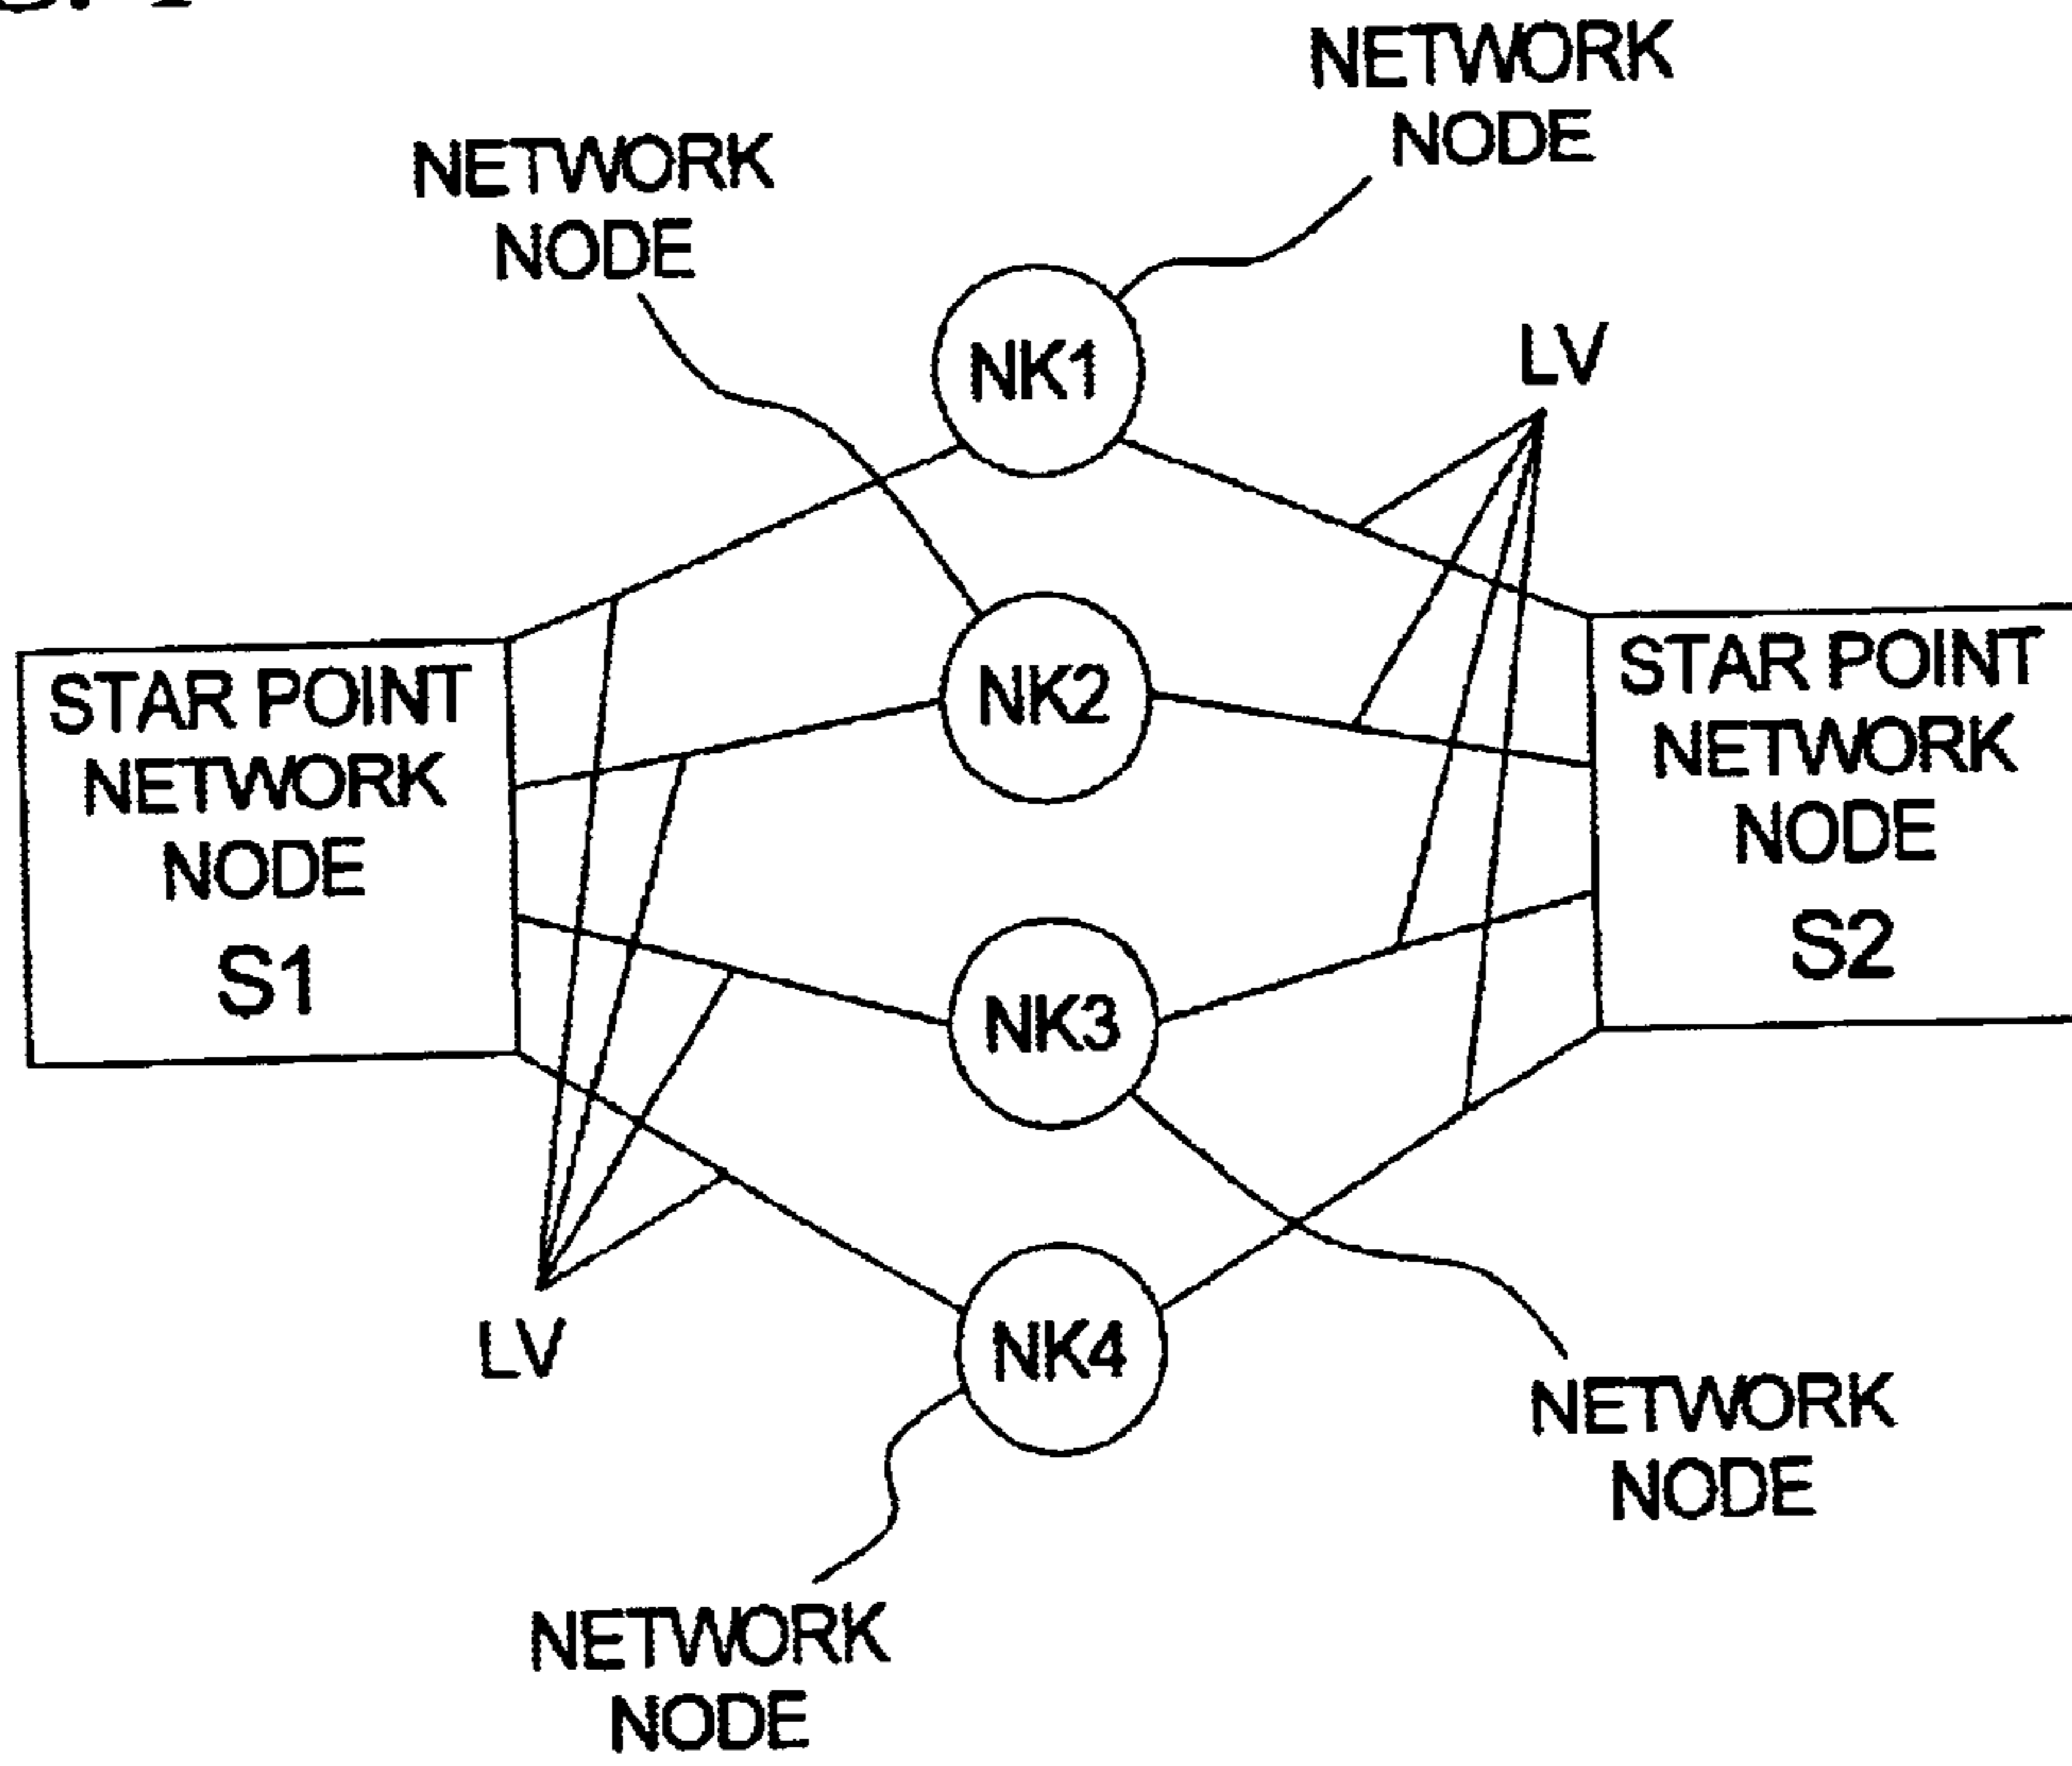 NETWORK
NODE
NETWORK
NODE
NK1
LV
STAR POINT
NETWORK
NODE
S1
NK2
STAR POINT
NETWORK
NODE
S2
NK3
NK4
LV
NETWORK
NODE
NETWORK
NODE